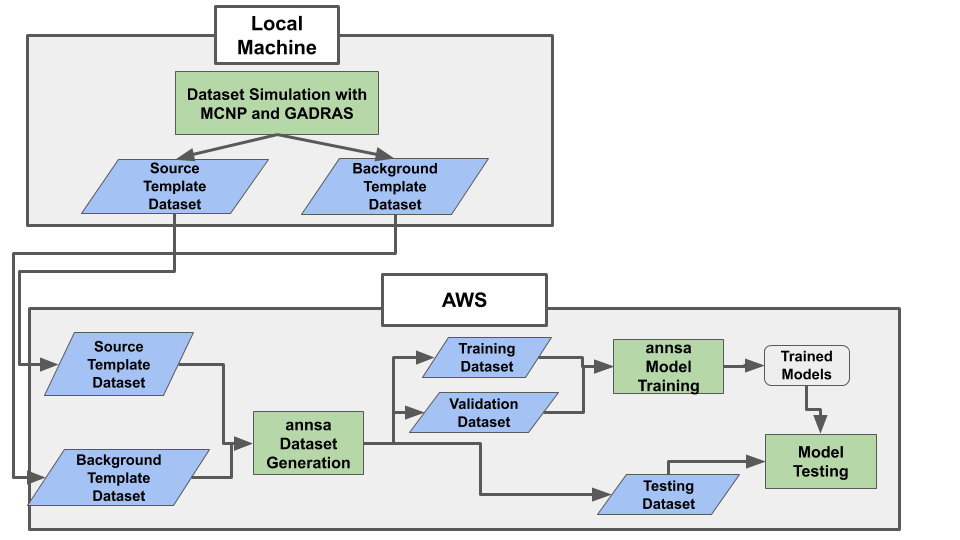 Local
Machine
Dataset Simulation with
MCNP and GADRAS
Source
Template
Dataset
Background
Template
Dataset
AWS
Source
Template
Dataset
Background
Template
Dataset
annsa
Dataset
Generation
Training
Dataset
Validation
Dataset
annsa
Model
Training
Trained
Models
Model
Testing
Testing
Dataset